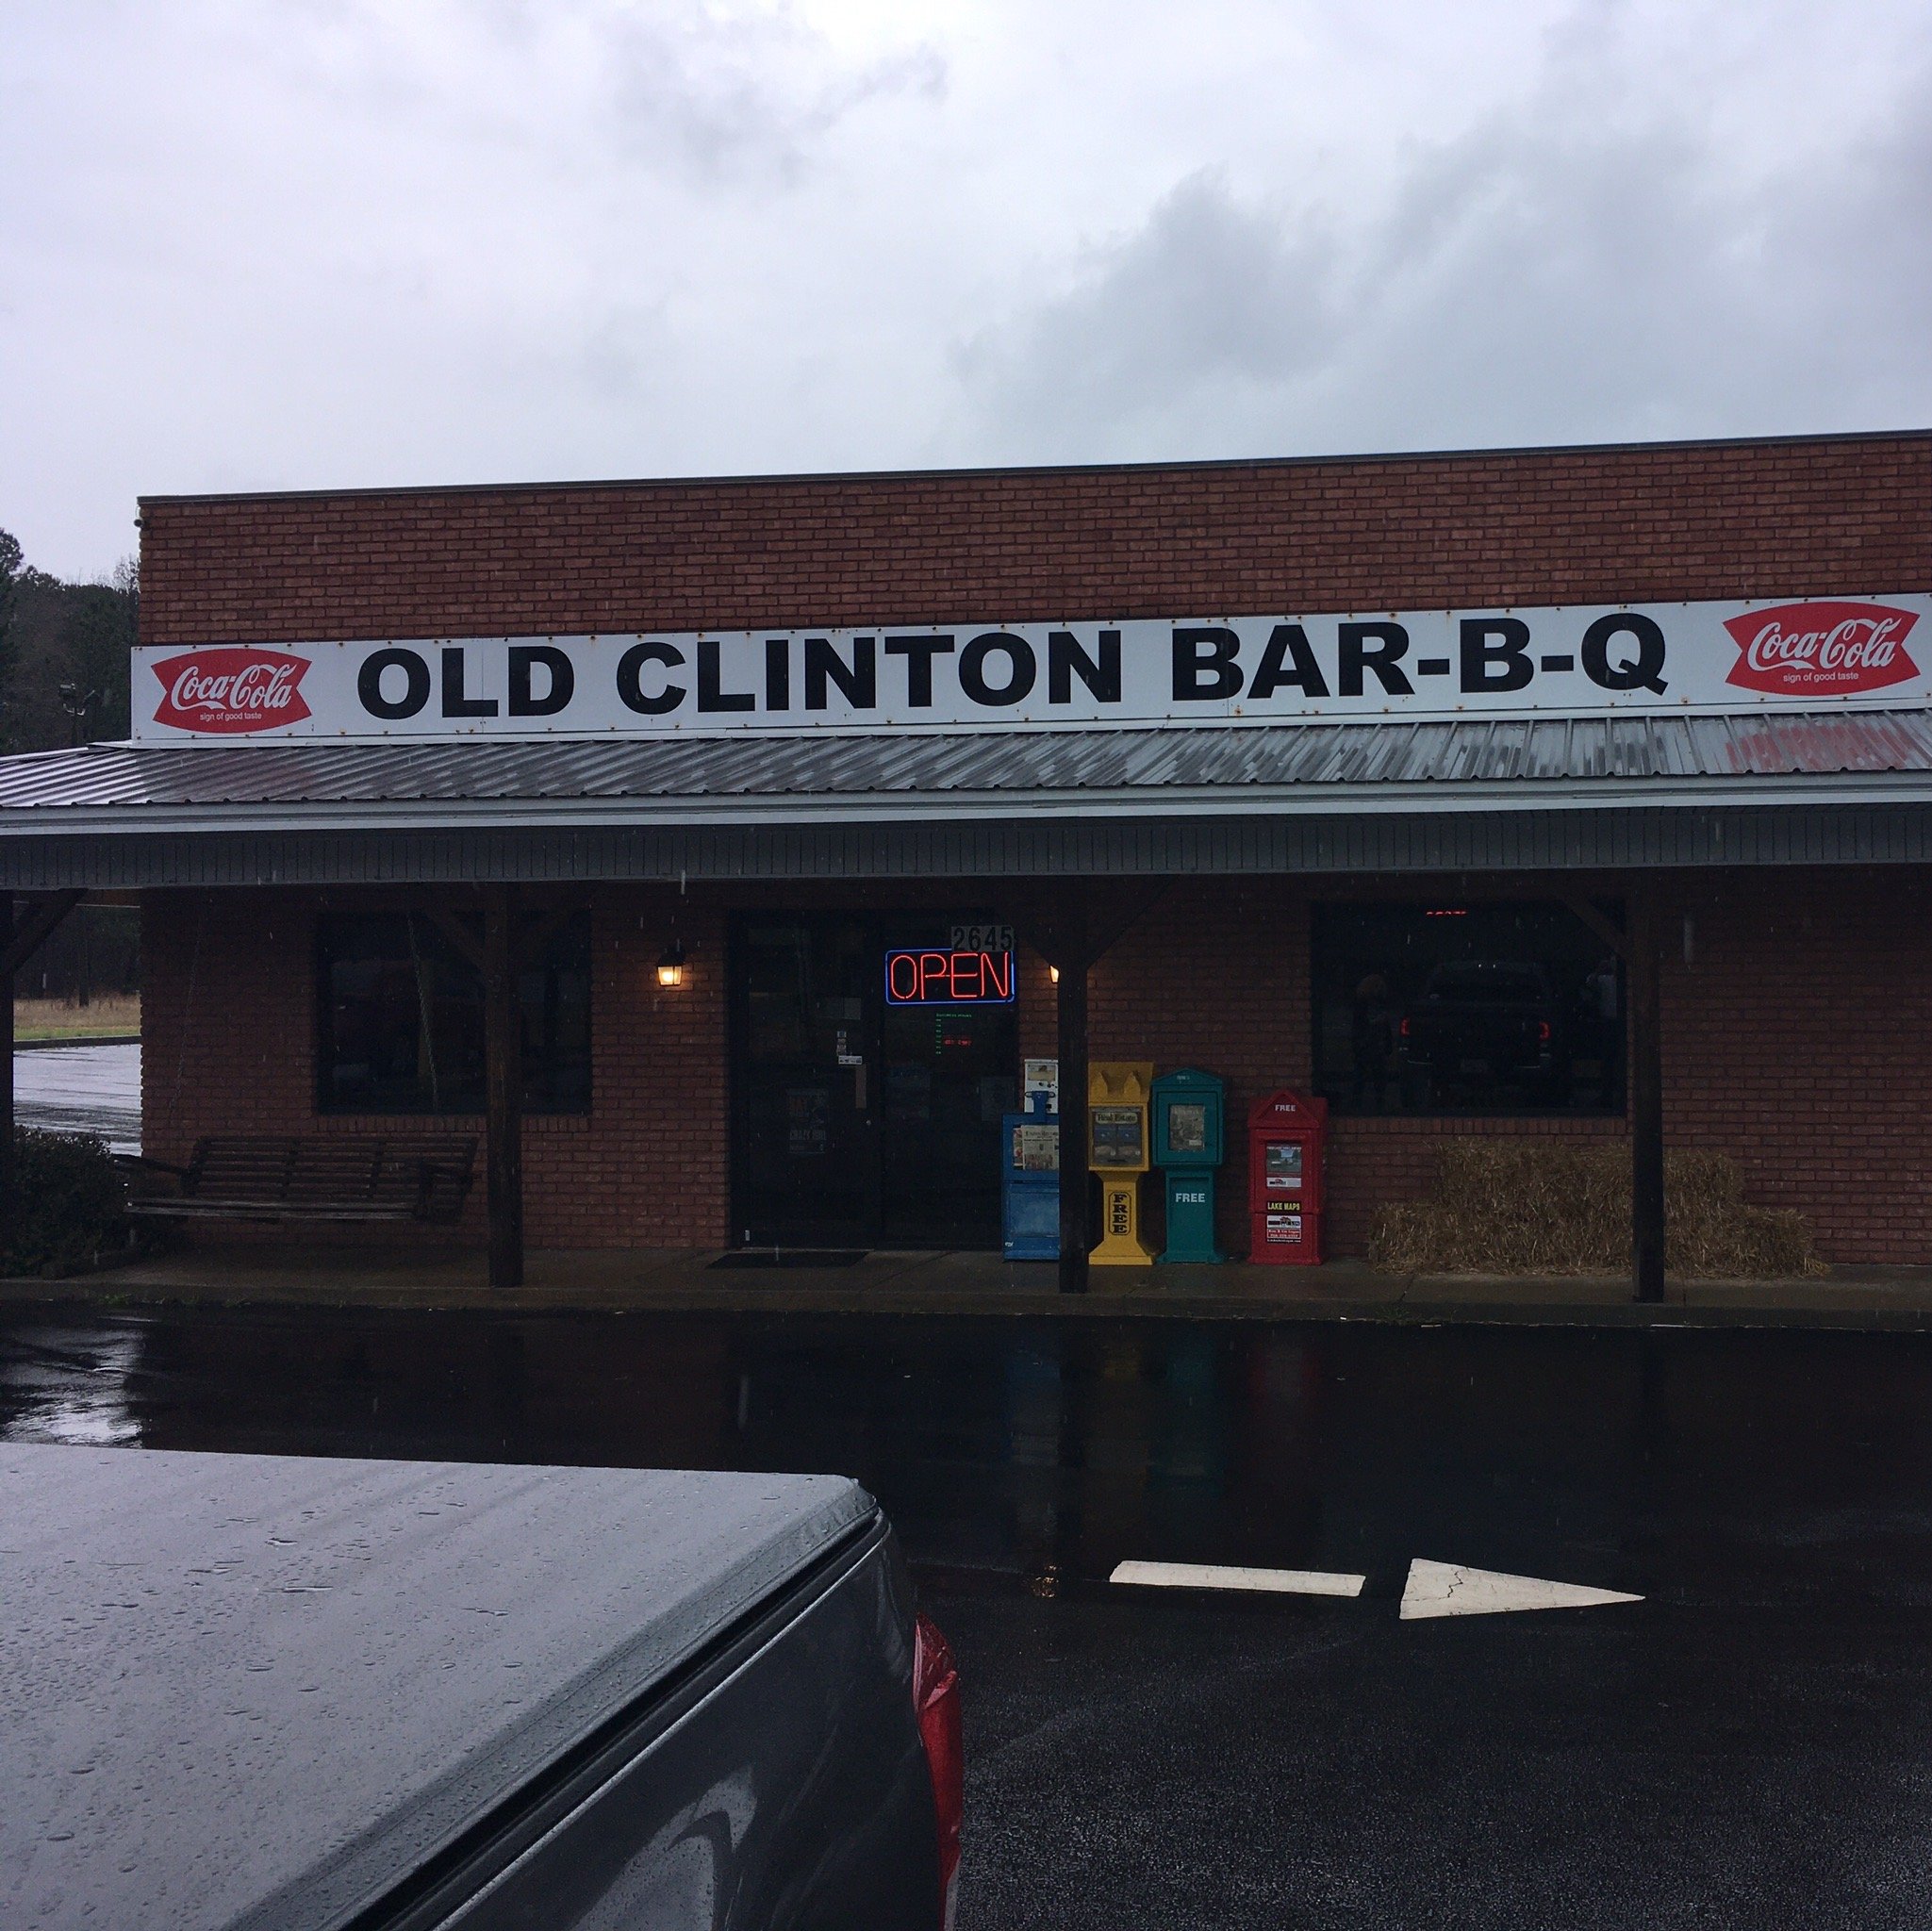 Coca-Cola
sign of good taste
OLD CLINTON BAR-B-Q
Coca-Cola
sign of good taste
2645
OPEN
FREE
FREE
FREE
LAKE MAPS